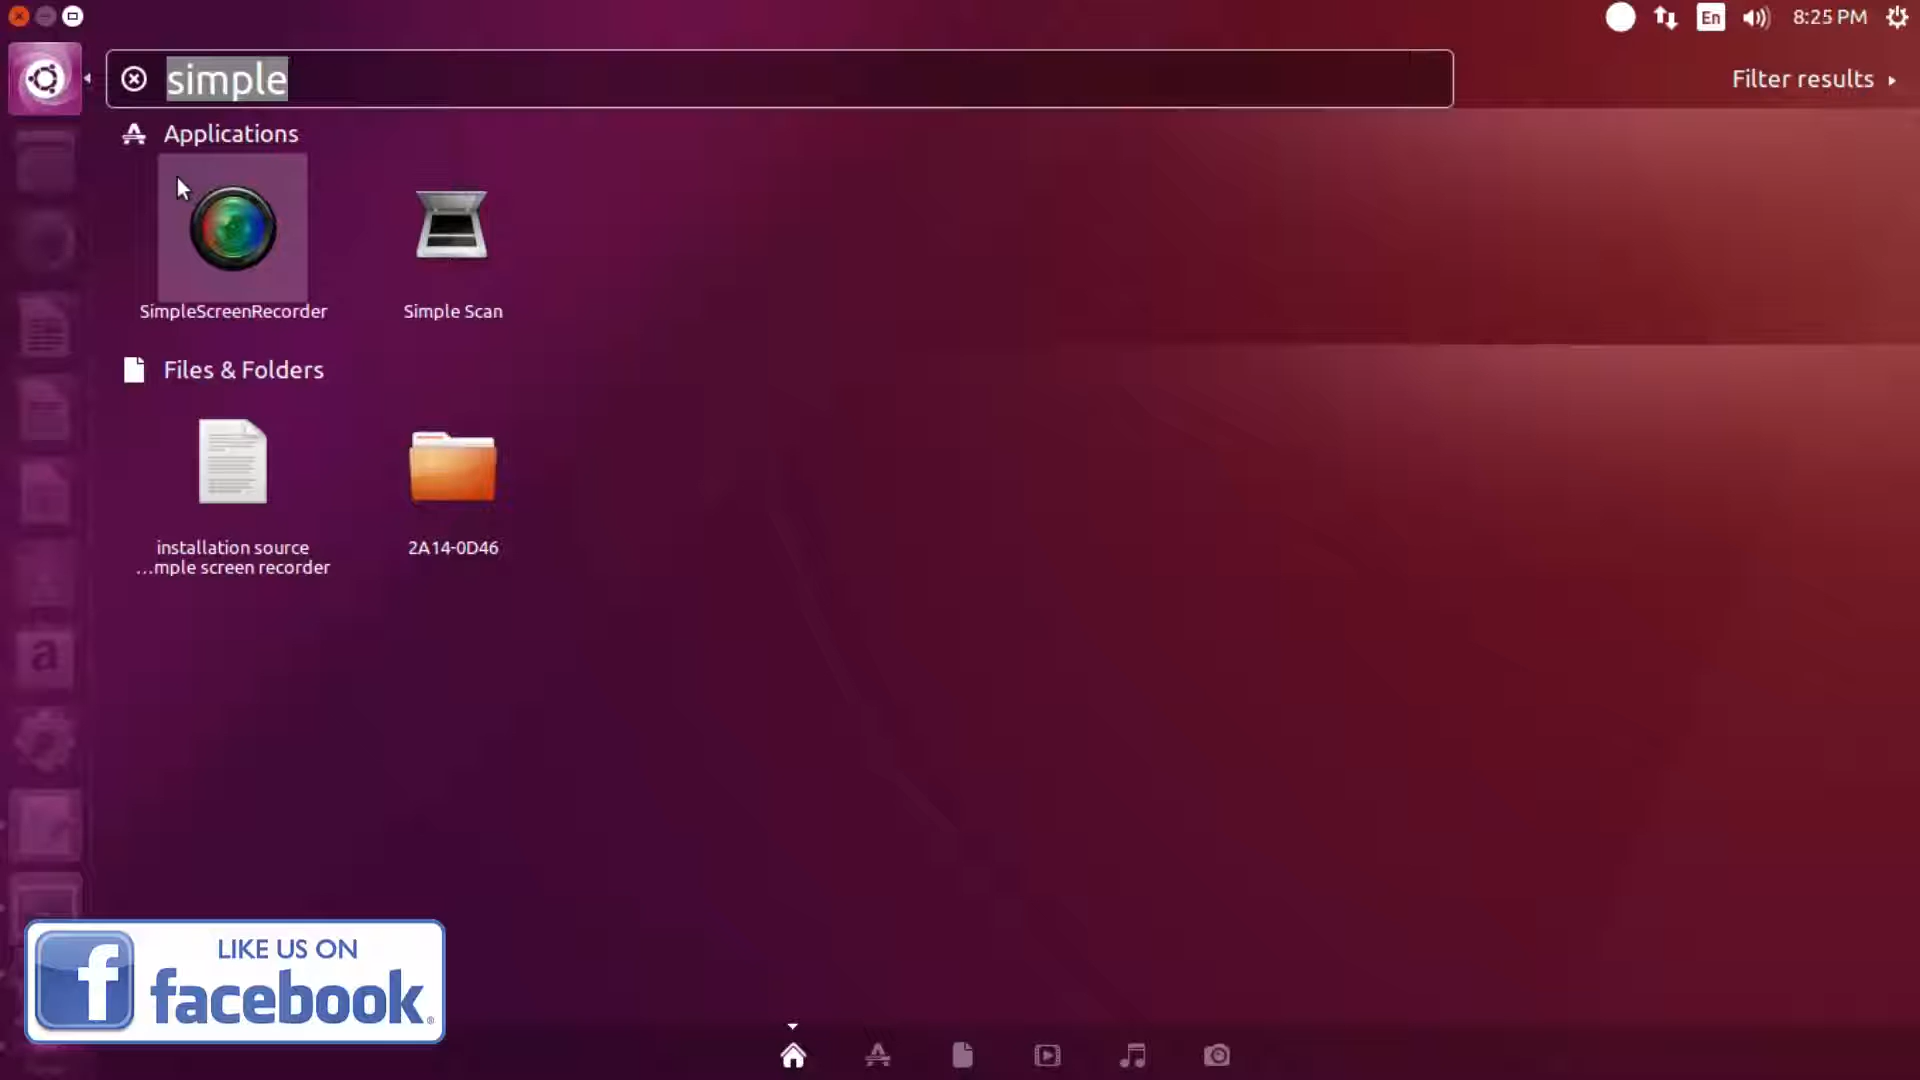 En
8:25 PM
simple
Filter results
Applications
SimpleScreenRecorder
Simple Scan
Files & Folders
installation source
...mple screen recorder
2A14-0D46
a
f
LIKE US ON
facebook®